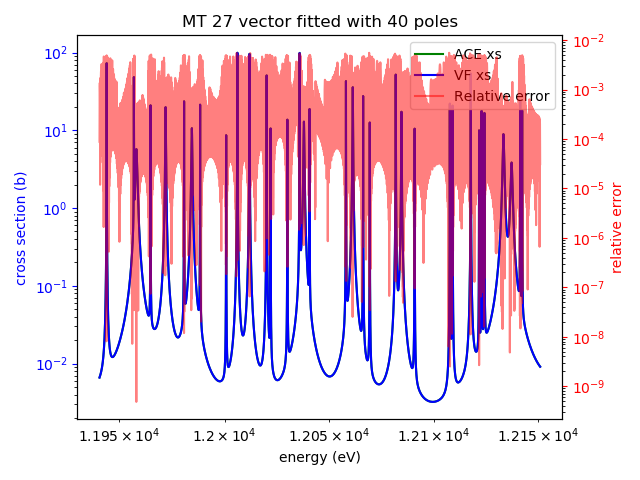 MT 27 vector fitted with 40 poles
ACE xs
VF xs
Relative error
cross section (b)
10²
10¹
10⁰
10⁻¹
10⁻²
relative error
10⁻²
10⁻³
10⁻⁴
10⁻⁵
10⁻⁶
10⁻⁷
10⁻⁸
10⁻⁹
1.195×10⁴ 1.2×10⁴ 1.205×10⁴ 1.21×10⁴ 1.215×10⁴
energy (eV)